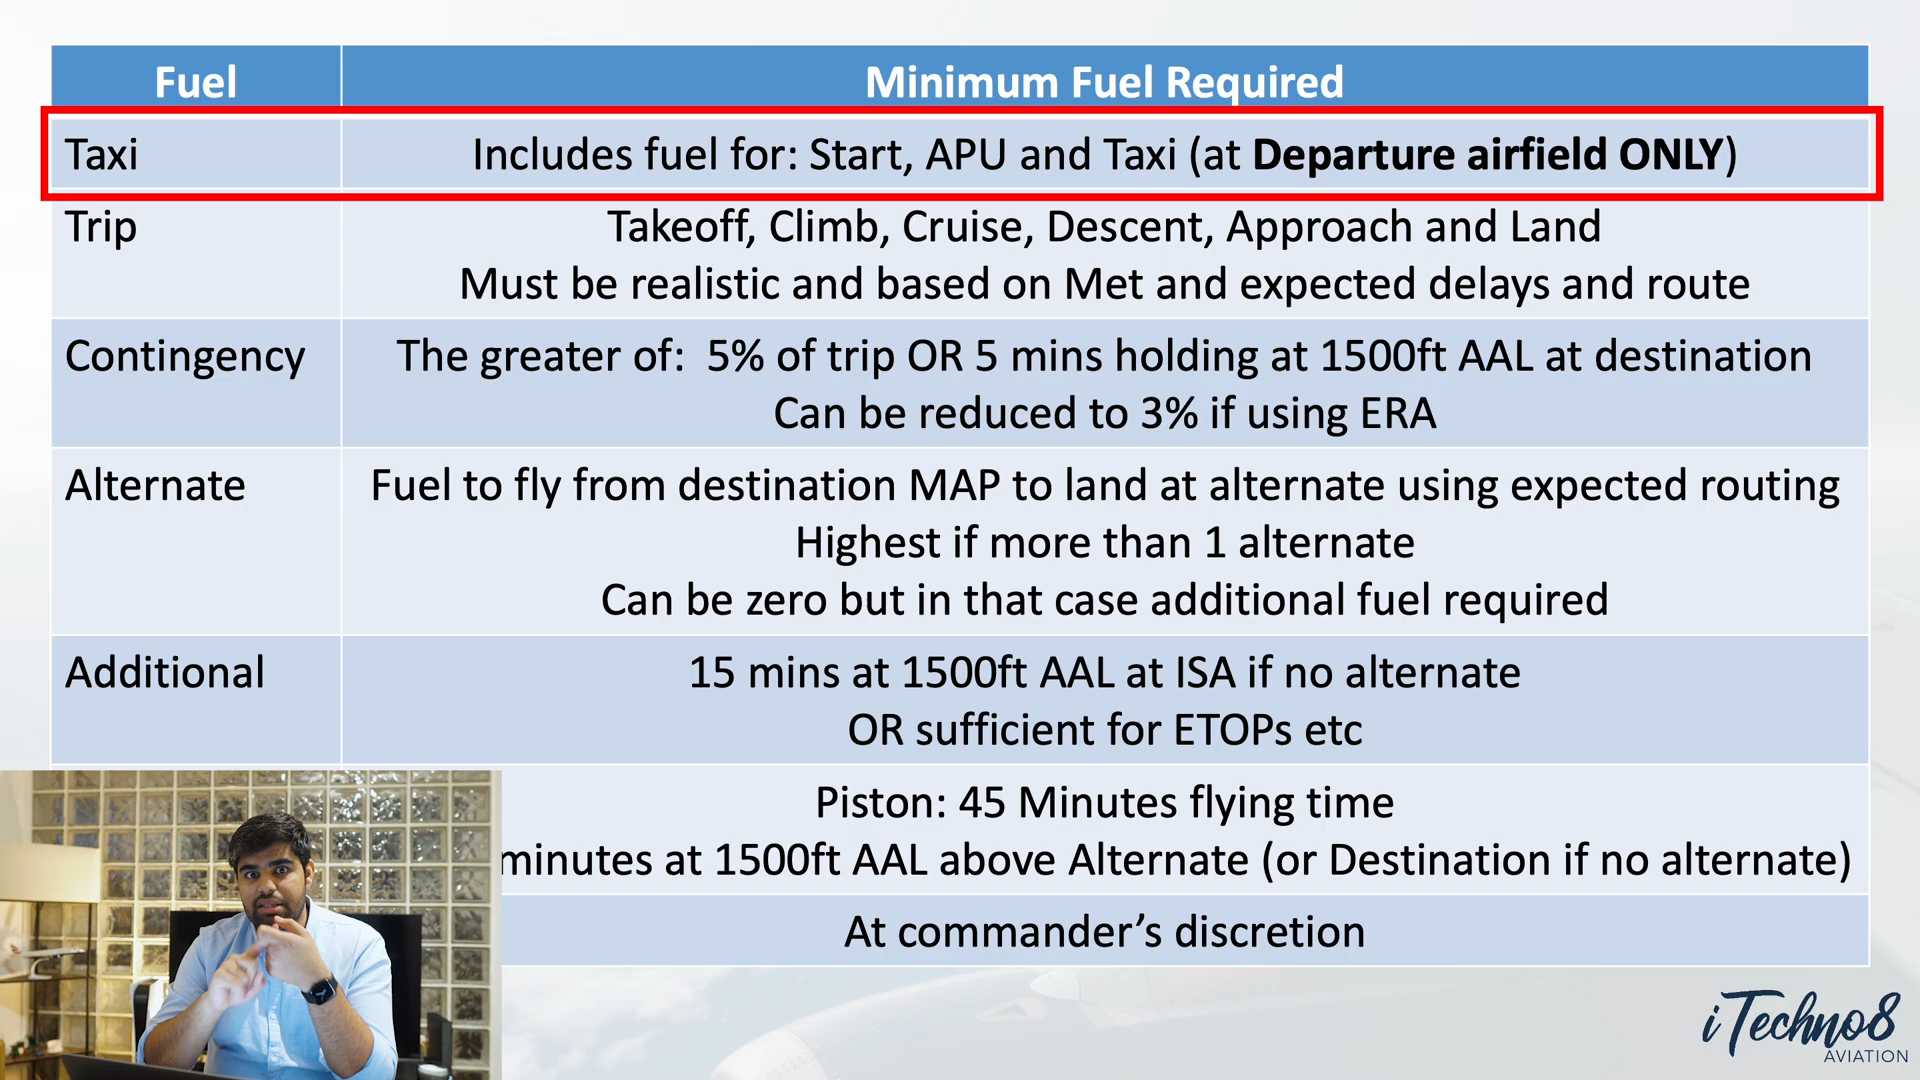 Fuel
Minimum Fuel Required
Taxi
Includes fuel for: Start, APU and Taxi (at Departure airfield ONLY)
Trip
Takeoff, Climb, Cruise, Descent, Approach and Land
Must be realistic and based on Met and expected delays and route
Contingency
The greater of:  5% of trip OR 5 mins holding at 1500ft AAL at destination
Can be reduced to 3% if using ERA
Alternate
Fuel to fly from destination MAP to land at alternate using expected routing
Highest if more than 1 alternate
Can be zero but in that case additional fuel required
Additional
15 mins at 1500ft AAL at ISA if no alternate
OR sufficient for ETOPs etc
Piston: 45 Minutes flying time
minutes at 1500ft AAL above Alternate (or Destination if no alternate)
At commander’s discretion
iTechno8
AVIATION